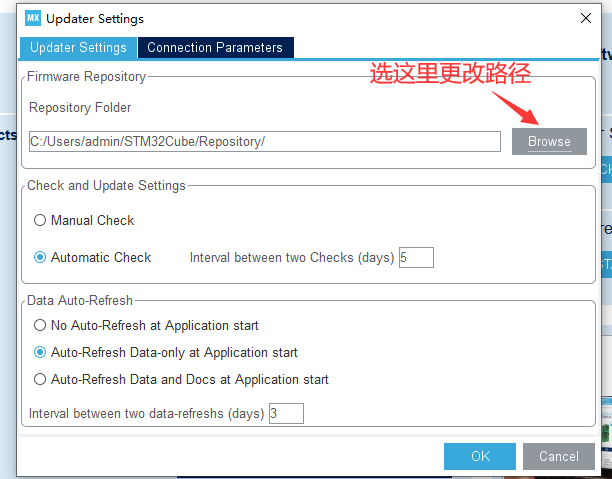 MX Updater Settings
Updater Settings Connection Parameters
Firmware Repository
选这里更改路径
Repository Folder
C:/Users/admin/STM32Cube/Repository/ Browse
Check and Update Settings
Manual Check
Automatic Check Interval between two Checks (days) 5
Data Auto-Refresh
No Auto-Refresh at Application start
Auto-Refresh Data-only at Application start
Auto-Refresh Data and Docs at Application start
Interval between two data-refreshs (days) 3
OK Cancel